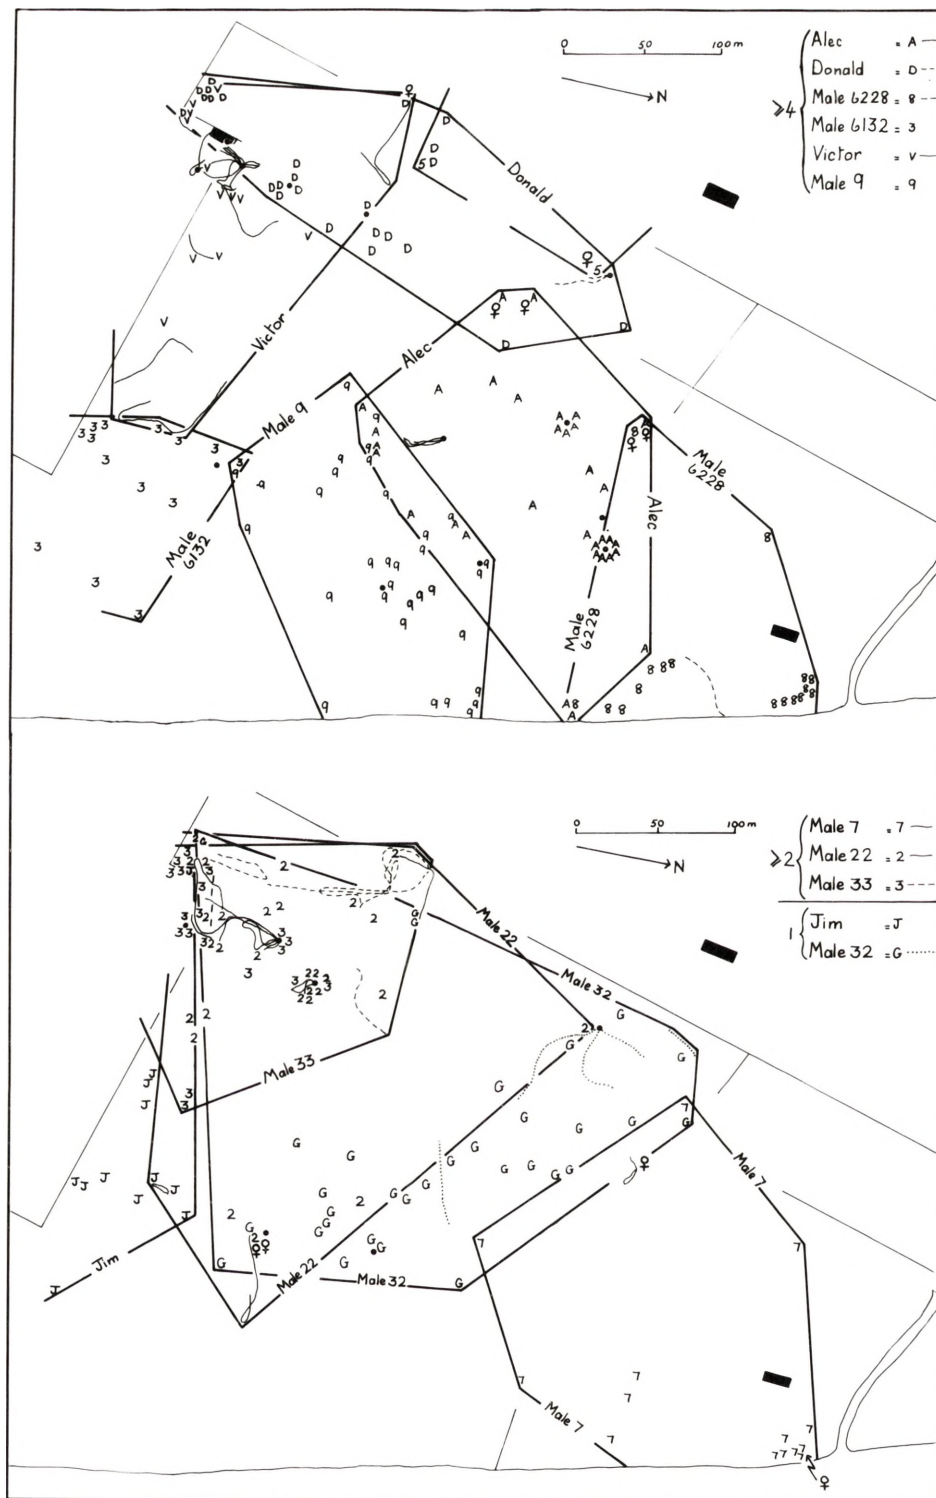 0 50 100m
N
≥4
Alec = A —
Donald = D --
Male 6228 = 8 --
Male 6132 = 3
Victor = V —
Male 9 = 9
Donald
Victor
Alec
Male 9
Male 6228
Male 6132
Alec
Male 6228
0 50 100m
N
≥2
Male 7 = 7 —
Male 22 = 2 —
Male 33 = 3 ---
1
Jim = J
Male 32 = G ......
Male 22
Male 32
Male 33
Male 7
Jim
Male 22
Male 32
Male 7